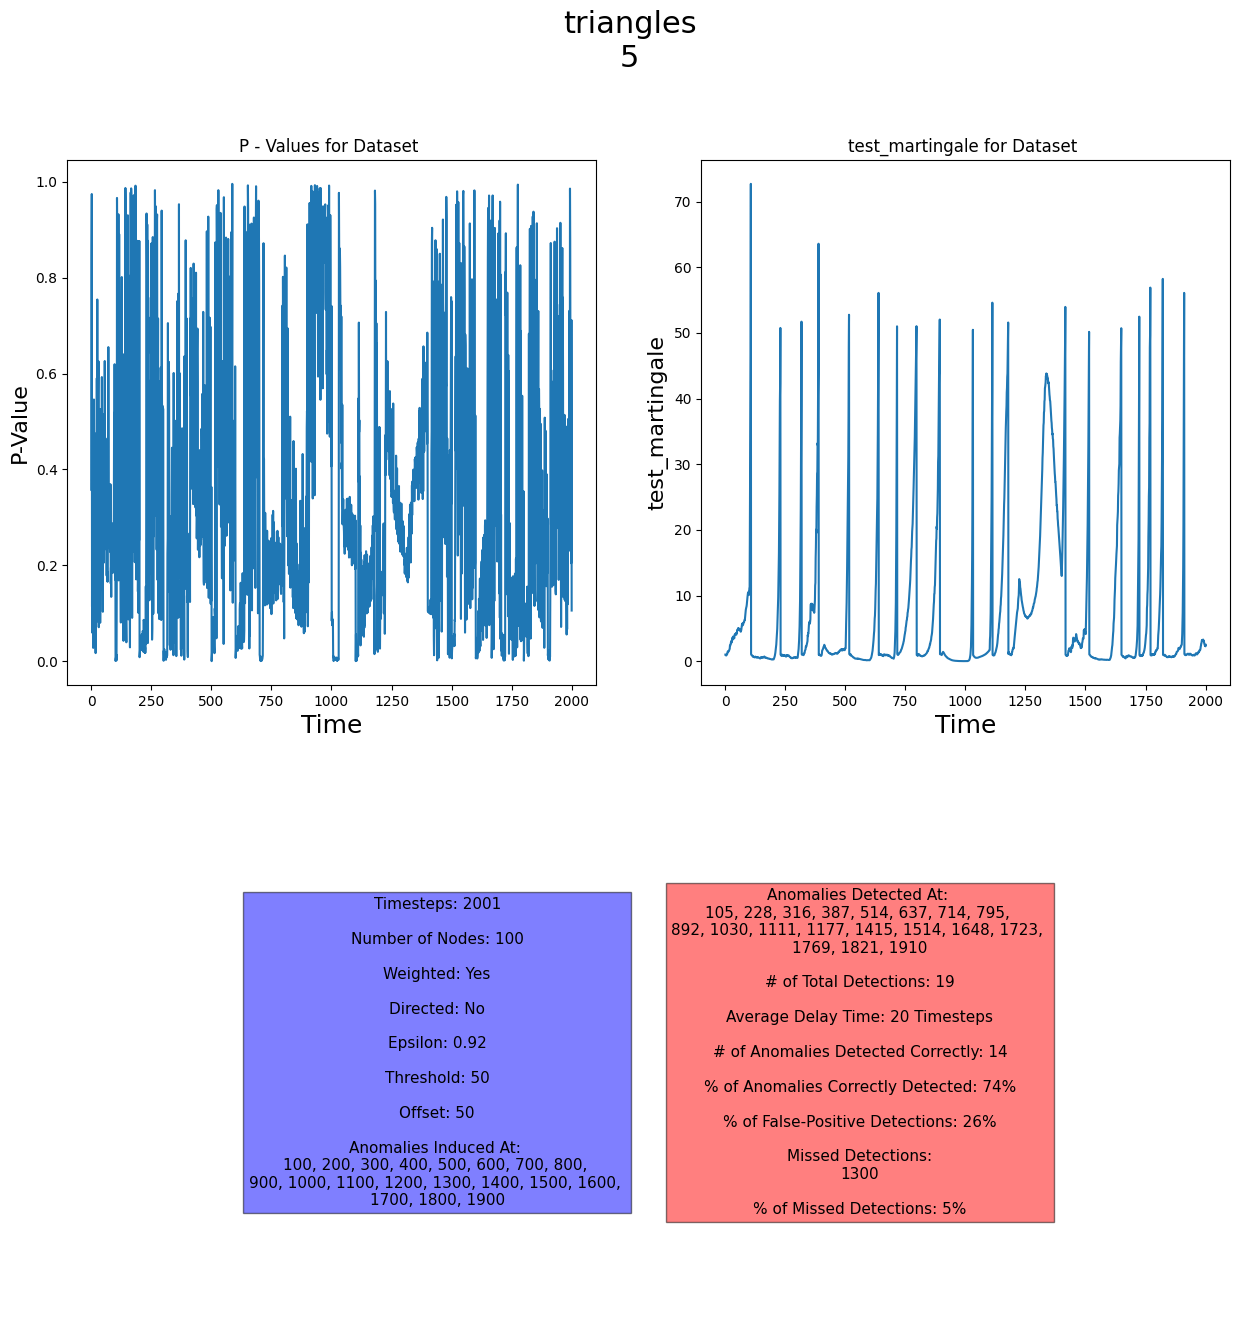 triangles
5
P - Values for Dataset
P-Value
1.0
0.8
0.6
0.4
0.2
0.0
0 250 500 750 1000 1250 1500 1750 2000
Time
test_martingale for Dataset
test_martingale
70
60
50
40
30
20
10
0
0 250 500 750 1000 1250 1500 1750 2000
Time
Timesteps: 2001
Number of Nodes: 100
Weighted: Yes
Directed: No
Epsilon: 0.92
Threshold: 50
Offset: 50
Anomalies Induced At:
100, 200, 300, 400, 500, 600, 700, 800,
900, 1000, 1100, 1200, 1300, 1400, 1500, 1600,
1700, 1800, 1900
Anomalies Detected At:
105, 228, 316, 387, 514, 637, 714, 795,
892, 1030, 1111, 1177, 1415, 1514, 1648, 1723,
1769, 1821, 1910
# of Total Detections: 19
Average Delay Time: 20 Timesteps
# of Anomalies Detected Correctly: 14
% of Anomalies Correctly Detected: 74%
% of False-Positive Detections: 26%
Missed Detections:
1300
% of Missed Detections: 5%